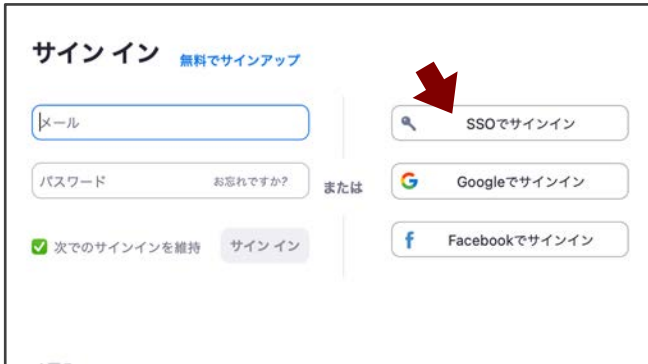 サイン イン 無料でサインアップ
メール
パスワード お忘れですか?
次でのサインインを維持 サイン イン
または
SSOでサインイン
Googleでサインイン
Facebookでサインイン